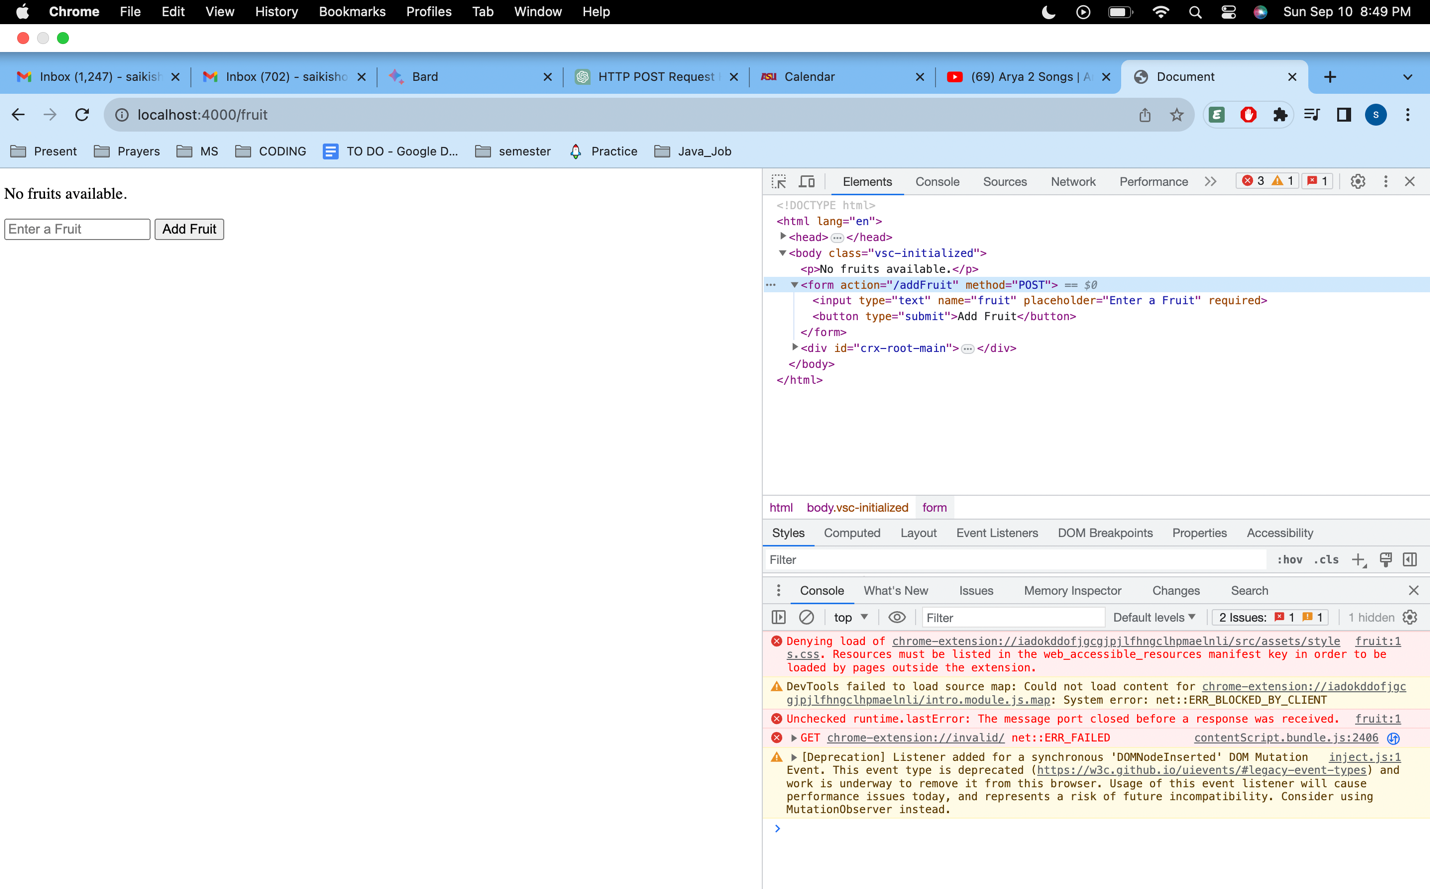 Chrome File Edit View History Bookmarks Profiles Tab Window Help Sun Sep 10 8:49 PM
Inbox (1,247) - saikish Inbox (702) - saikisho Bard HTTP POST Request ASU Calendar (69) Arya 2 Songs | A Document
localhost:4000/fruit E S
Present Prayers MS CODING TO DO - Google D... semester Practice Java_Job
No fruits available.
Enter a Fruit Add Fruit
Elements Console Sources Network Performance 3 1 1
<!DOCTYPE html>
<html lang="en">
<head> ⋯ </head>
<body class="vsc-initialized">
<p>No fruits available.</p>
⋯ <form action="/addFruit" method="POST"> == $0
<input type="text" name="fruit" placeholder="Enter a Fruit" required>
<button type="submit">Add Fruit</button>
</form>
<div id="crx-root-main"> ⋯ </div>
</body>
</html>
html body.vsc-initialized form
Styles Computed Layout Event Listeners DOM Breakpoints Properties Accessibility
Filter :hov .cls
Console What's New Issues Memory Inspector Changes Search
top Filter Default levels 2 Issues: 1 1 1 hidden
Denying load of chrome-extension://iadokddofjgcgjpjlfhngclhpmaelnli/src/assets/style fruit:1
s.css. Resources must be listed in the web_accessible_resources manifest key in order to be
loaded by pages outside the extension.
DevTools failed to load source map: Could not load content for chrome-extension://iadokddofjgc
gjpjlfhngclhpmaelnli/intro.module.js.map: System error: net::ERR_BLOCKED_BY_CLIENT
Unchecked runtime.lastError: The message port closed before a response was received. fruit:1
GET chrome-extension://invalid/ net::ERR_FAILED contentScript.bundle.js:2406
[Deprecation] Listener added for a synchronous 'DOMNodeInserted' DOM Mutation inject.js:1
Event. This event type is deprecated (https://w3c.github.io/uievents/#legacy-event-types) and
work is underway to remove it from this browser. Usage of this event listener will cause
performance issues today, and represents a risk of future incompatibility. Consider using
MutationObserver instead.